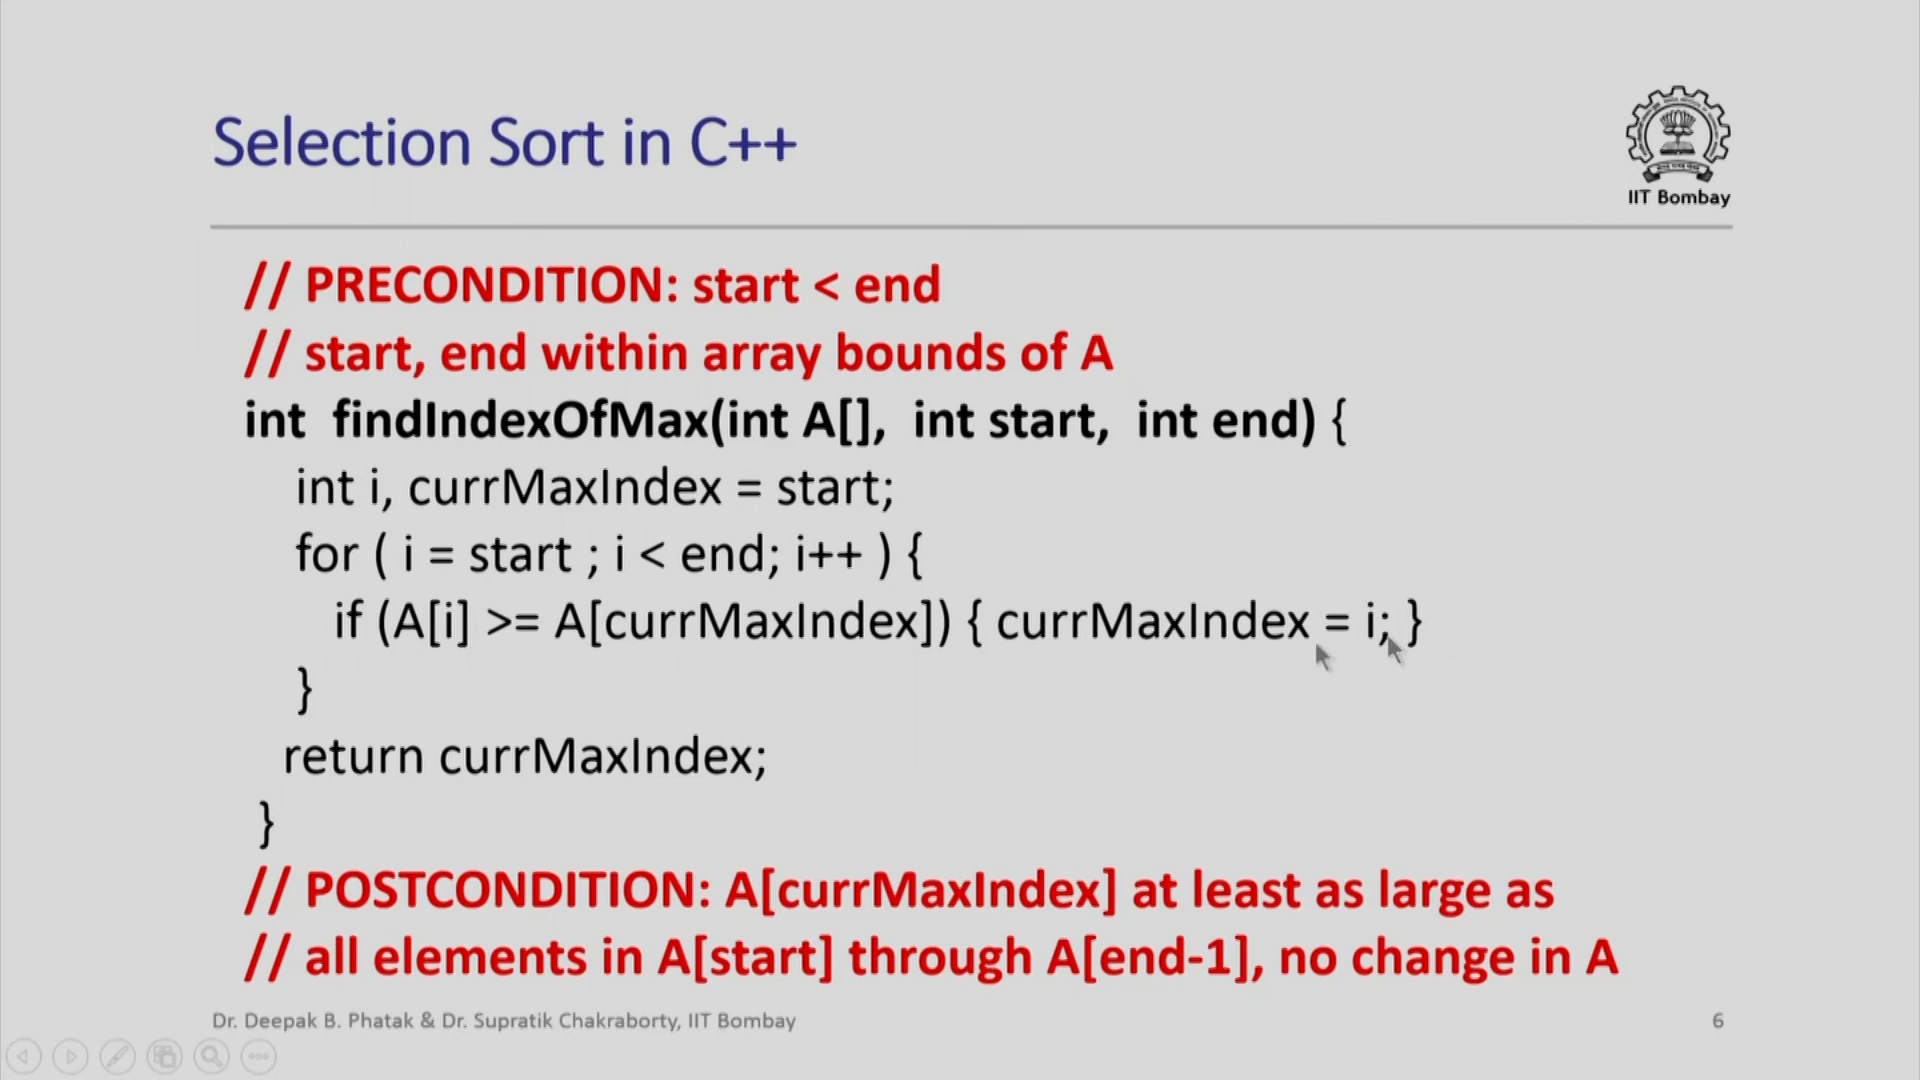 Selection Sort in C++
IIT Bombay
// PRECONDITION: start < end
// start, end within array bounds of A
int findIndexOfMax(int A[], int start, int end) {
int i, currMaxIndex = start;
for ( i = start ; i < end; i++ ) {
if (A[i] >= A[currMaxIndex]) { currMaxIndex = i; }
}
return currMaxIndex;
}
// POSTCONDITION: A[currMaxIndex] at least as large as
// all elements in A[start] through A[end-1], no change in A
Dr. Deepak B. Phatak & Dr. Supratik Chakraborty, IIT Bombay
6